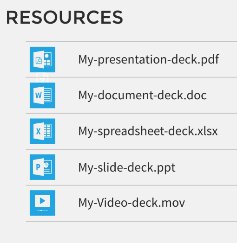 RESOURCES
My-presentation-deck.pdf
W My-document-deck.doc
X My-spreadsheet-deck.xlsx
P My-slide-deck.ppt
My-Video-deck.mov